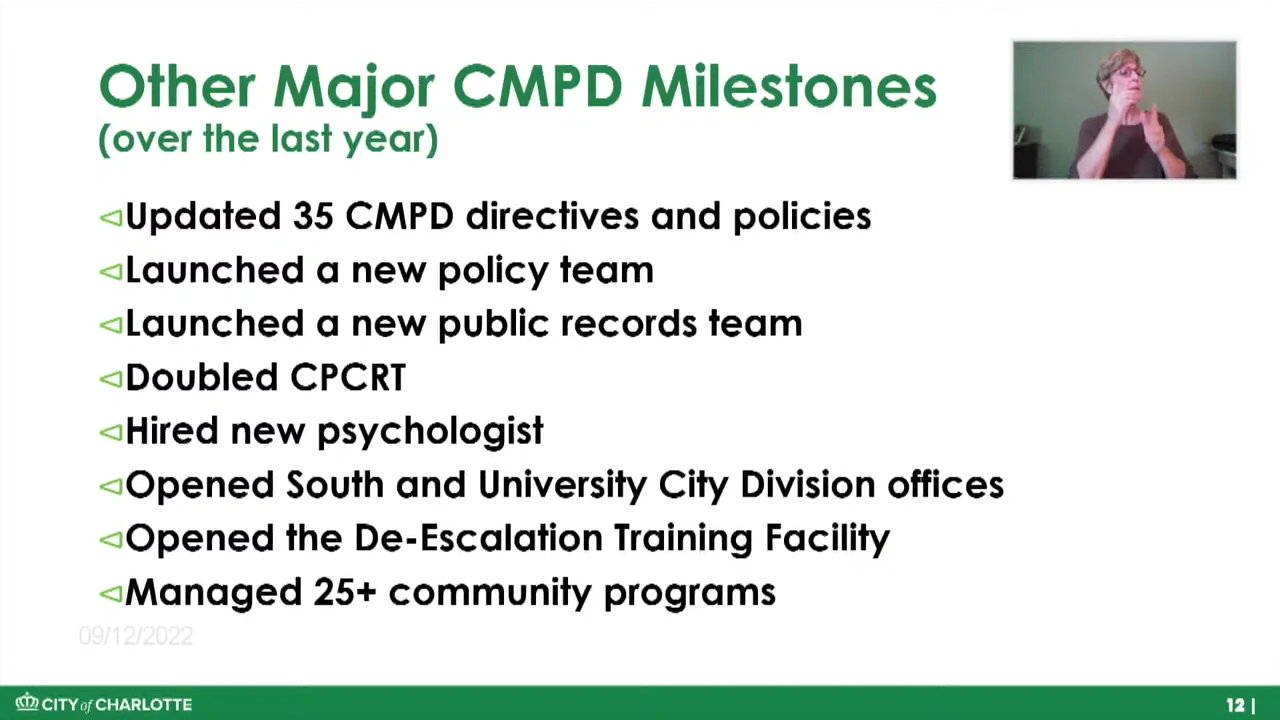 Other Major CMPD Milestones
(over the last year)
Updated 35 CMPD directives and policies
Launched a new policy team
Launched a new public records team
Doubled CPCRT
Hired new psychologist
Opened South and University City Division offices
Opened the De-Escalation Training Facility
Managed 25+ community programs
09/12/2022
CITY of CHARLOTTE
12 |